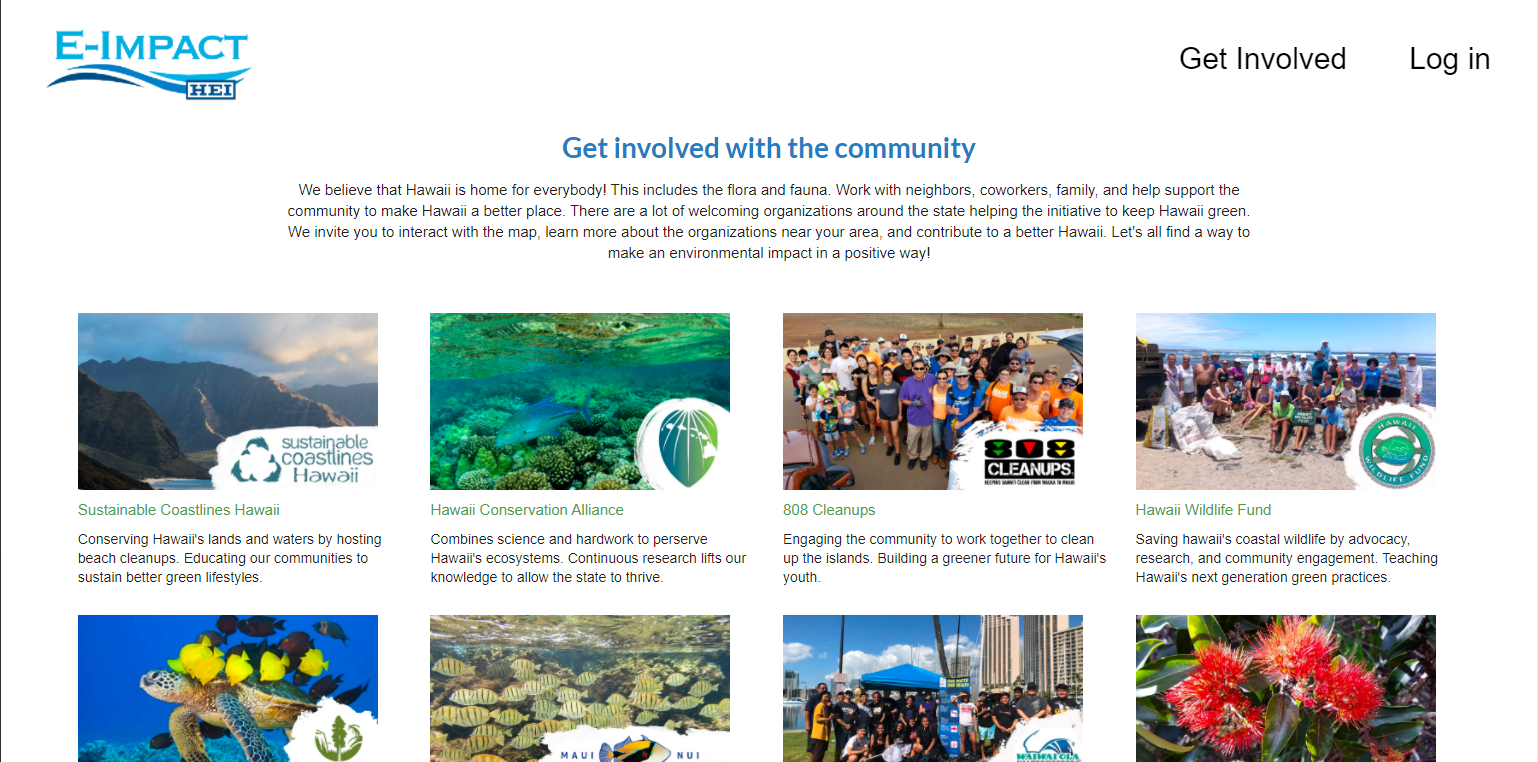 E-IMPACT
HEI
Get Involved
Log in
Get involved with the community
We believe that Hawaii is home for everybody! This includes the flora and fauna. Work with neighbors, coworkers, family, and help support the
community to make Hawaii a better place. There are a lot of welcoming organizations around the state helping the initiative to keep Hawaii green.
We invite you to interact with the map, learn more about the organizations near your area, and contribute to a better Hawaii. Let's all find a way to
make an environmental impact in a positive way!
sustainable
coastlines
Hawaii
808
CLEANUPS.
KEEPING HAWAII CLEAN FROM MAUKA TO MAKAI
HAWAII
WILDLIFE FUND
Sustainable Coastlines Hawaii
Conserving Hawaii's lands and waters by hosting
beach cleanups. Educating our communities to
sustain better green lifestyles.
Hawaii Conservation Alliance
Combines science and hardwork to perserve
Hawaii's ecosystems. Continuous research lifts our
knowledge to allow the state to thrive.
808 Cleanups
Engaging the community to work together to clean
up the islands. Building a greener future for Hawaii's
youth.
Hawaii Wildlife Fund
Saving hawaii's coastal wildlife by advocacy,
research, and community engagement. Teaching
Hawaii's next generation green practices.
MAUI NUI
WAIWAI OLA